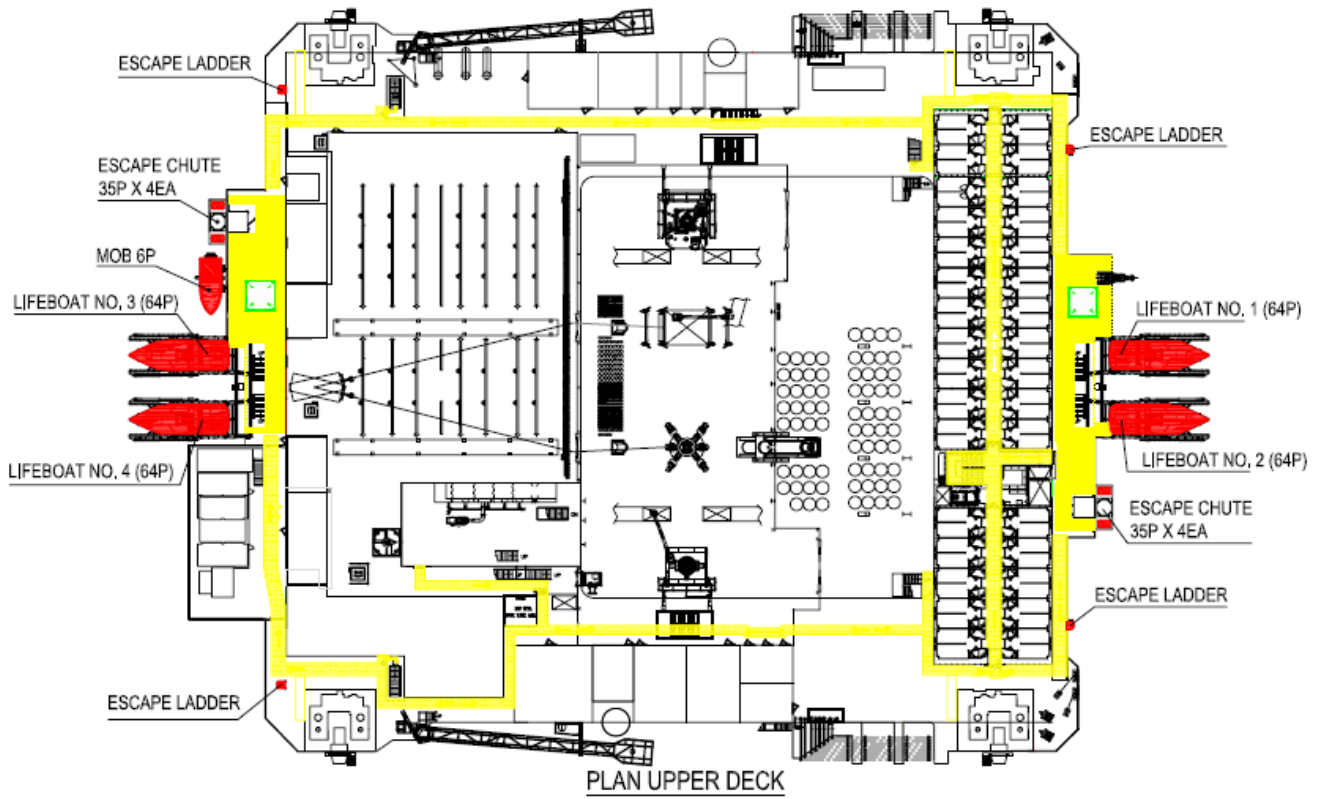 ESCAPE LADDER
ESCAPE CHUTE
35P X 4EA
MOB 6P
LIFEBOAT NO. 3 (64P)
LIFEBOAT NO. 4 (64P)
ESCAPE LADDER
ESCAPE LADDER
LIFEBOAT NO. 1 (64P)
LIFEBOAT NO. 2 (64P)
ESCAPE CHUTE
35P X 4EA
ESCAPE LADDER
PLAN UPPER DECK